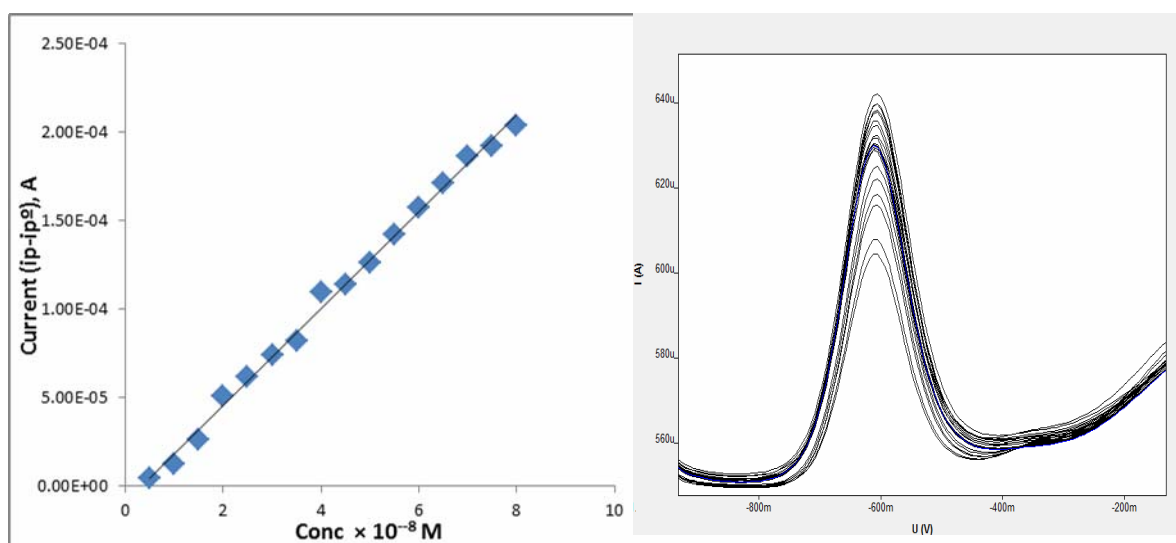 2.50E-04
2.00E-04
1.50E-04
1.00E-04
5.00E-05
0.00E+00
Current (ip-ipº), A
0 2 4 6 8 10
Conc × 10⁻⁻⁸ M
640u
620u
600u
580u
560u
I (A)
-800m -600m -400m -200m
U (V)